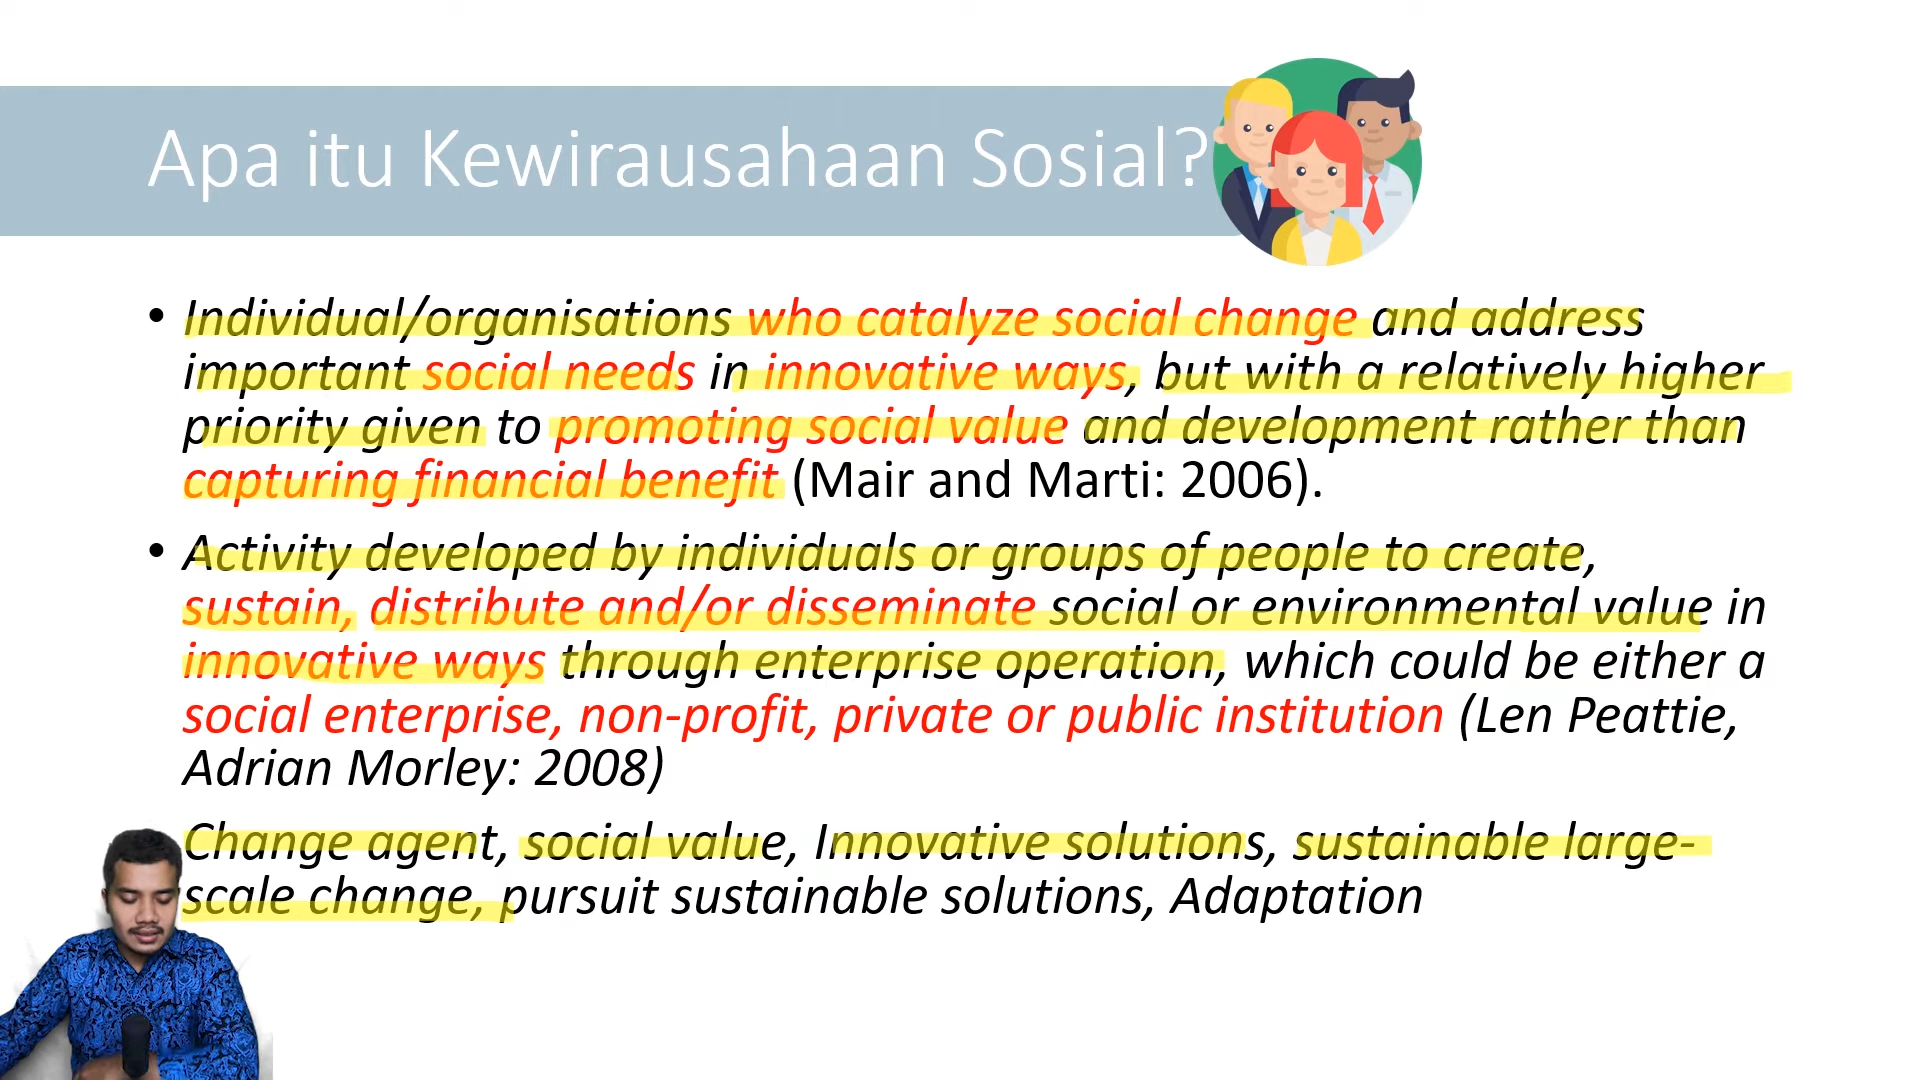 Apa itu Kewirausahaan Sosial?
• Individual/organisations who catalyze social change and address
important social needs in innovative ways, but with a relatively higher
priority given to promoting social value and development rather than
capturing financial benefit (Mair and Marti: 2006).
• Activity developed by individuals or groups of people to create,
sustain, distribute and/or disseminate social or environmental value in
innovative ways through enterprise operation, which could be either a
social enterprise, non-profit, private or public institution (Len Peattie,
Adrian Morley: 2008)
Change agent, social value, Innovative solutions, sustainable large-
scale change, pursuit sustainable solutions, Adaptation